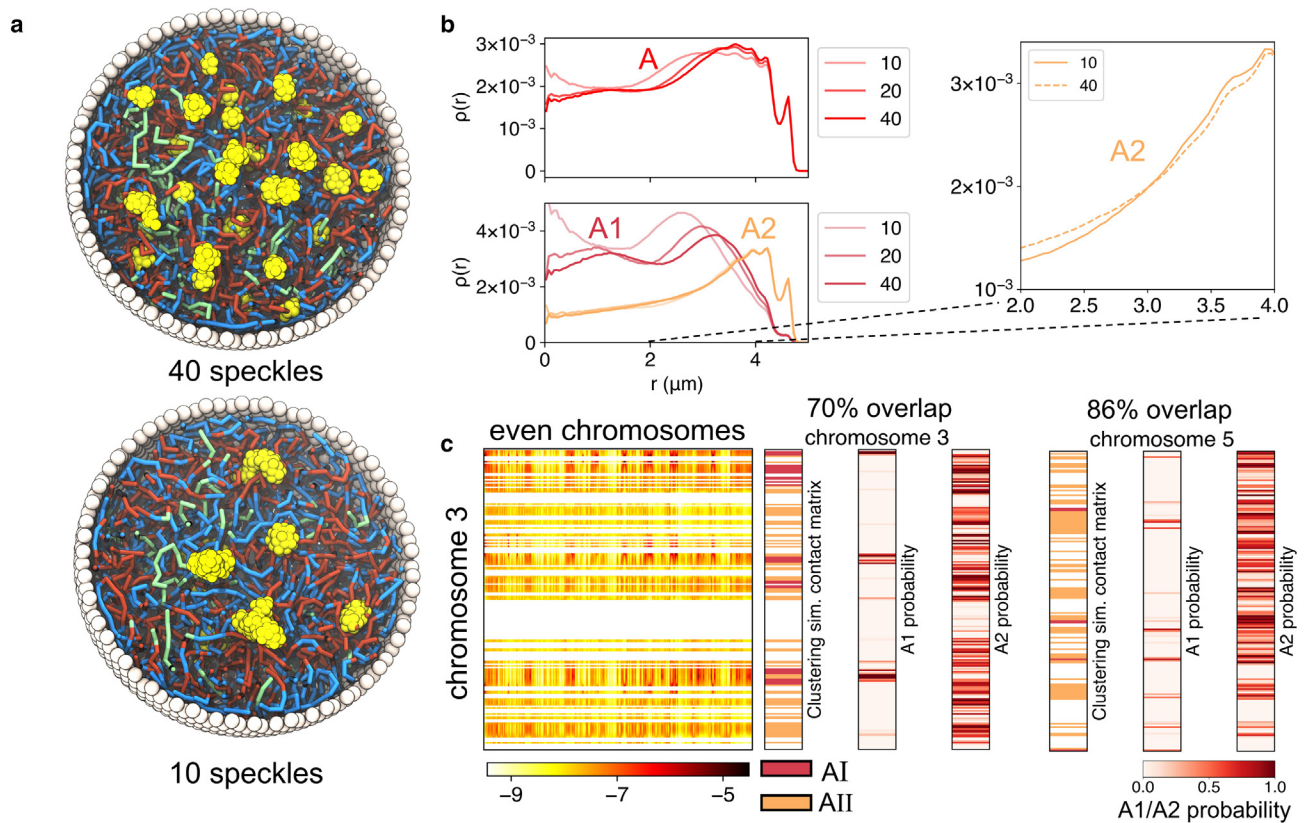 a
40 speckles
10 speckles
b
3×10⁻³
2×10⁻³
10⁻³
0
ρ(r)
A
10
20
40
4×10⁻³
2×10⁻³
0
ρ(r)
A1
A2
10
20
40
0
2
4
r (μm)
10
40
A2
3×10⁻³
2×10⁻³
10⁻³
2.0
2.5
3.0
3.5
4.0
c
even chromosomes
chromosome 3
−9
−7
−5
70% overlap
chromosome 3
Clustering sim. contact matrix
A1 probability
A2 probability
AI
AII
86% overlap
chromosome 5
Clustering sim. contact matrix
A1 probability
A2 probability
0.0
0.5
1.0
A1/A2 probability